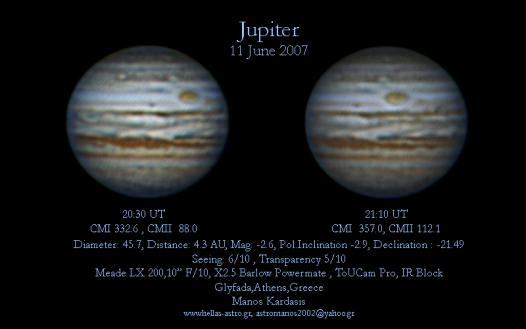 Jupiter
11 June 2007
20:30 UT
CMI 332.6 , CMII 88.0
21:10 UT
CMI 357.0, CMII 112.1
Diameter: 45.7, Distance: 4.3 AU, Mag: -2.6, Pol.Inclination -2.9, Declination : -21.49
Seeing: 6/10 , Transparency 5/10
Meade LX 200,10" F/10, X2.5 Barlow Powermate , ToUCam Pro, IR Block
Glyfada,Athens,Greece
Manos Kardasis
www.hellas-astro.gr, astromanos2002@yahoo.gr